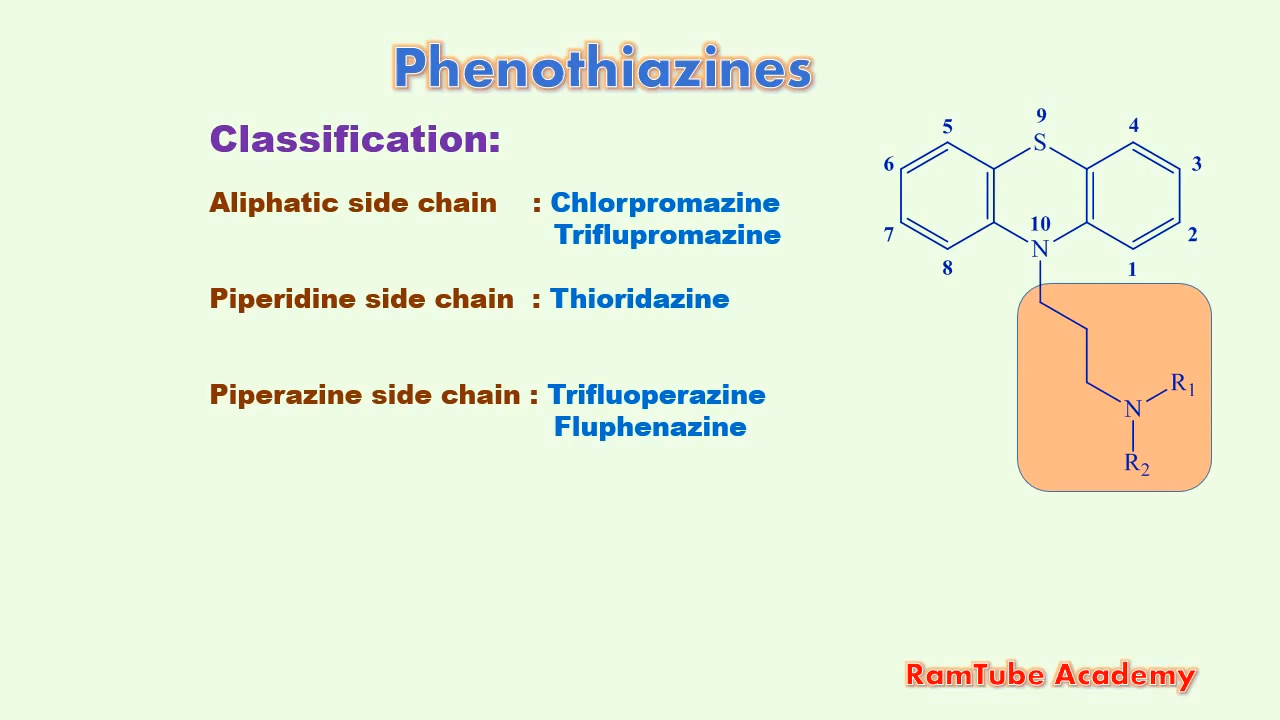 Phenothiazines
Classification:
Aliphatic side chain : Chlorpromazine
Triflupromazine
Piperidine side chain : Thioridazine
Piperazine side chain : Trifluoperazine
Fluphenazine
9
5
4
S
6
3
10
7
2
N
8
1
R1
N
R2
RamTube Academy